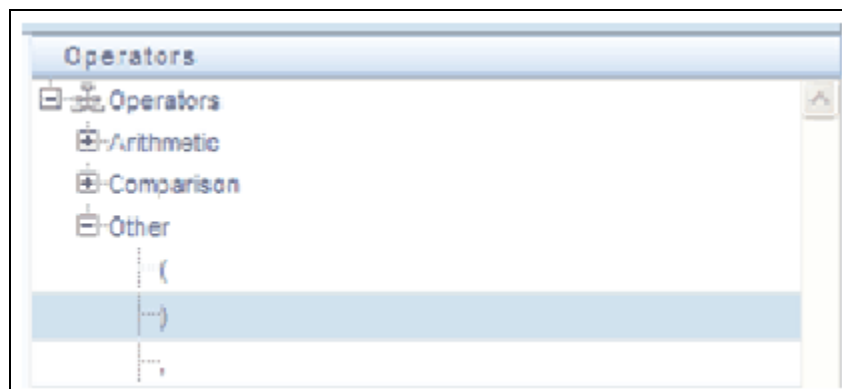 Operators
Operators
Arithmetic
Comparison
Other
(
)
,